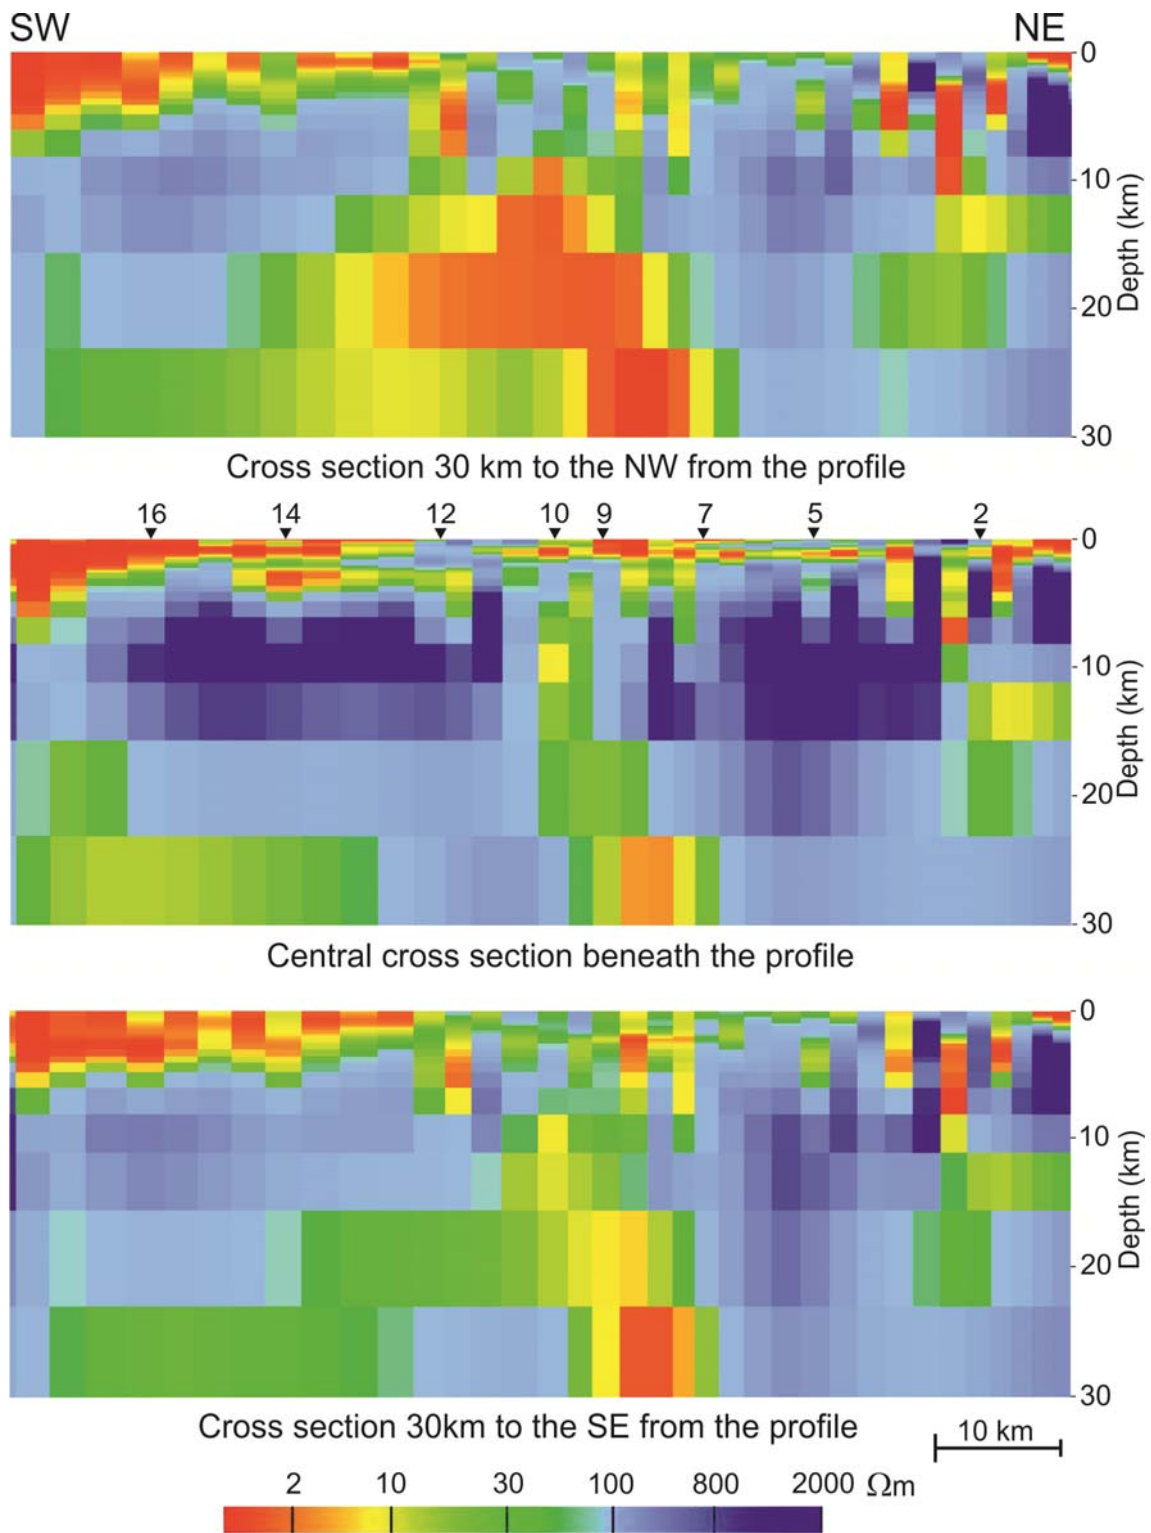 SW NE
0
10
20
30
Depth (km)
Cross section 30 km to the NW from the profile
16 14 12 10 9 7 5 2
0
10
20
30
Depth (km)
Central cross section beneath the profile
0
10
20
30
Depth (km)
Cross section 30km to the SE from the profile
10 km
2 10 30 100 800 2000 Ωm